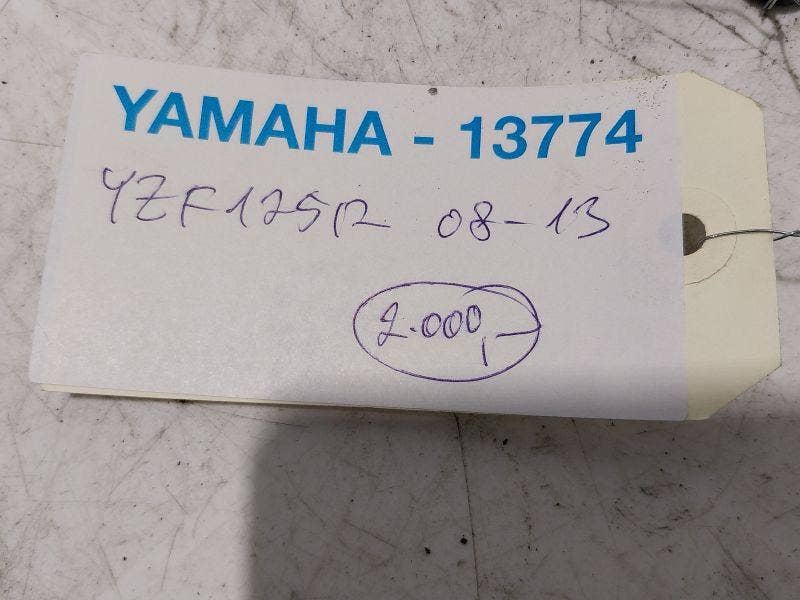 YAMAHA - 13774
YZF125R 08-13
2.000,-